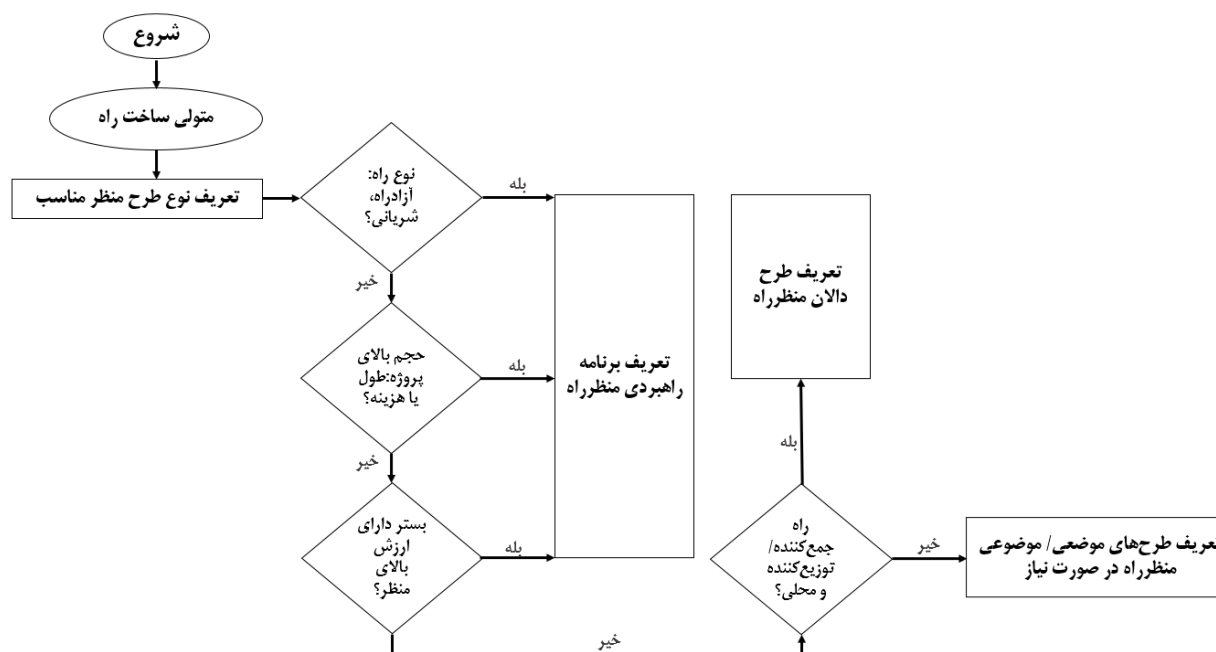 شروع
متولی ساخت راه
تعریف نوع طرح منظر مناسب
نوع راه:
آزادراه،
شریانی؟
بله
خیر
حجم بالای
پروژه:طول
یا هزینه؟
بله
خیر
بستر دارای
ارزش
بالای
منظر؟
بله
خیر
تعریف برنامه
راهبردی منظرراه
راه
جمع‌کننده/
توزیع‌کننده
و محلی؟
بله
تعریف طرح
دالان منظرراه
خیر
تعریف طرح‌های موضعی/ موضوعی
منظرراه در صورت نیاز